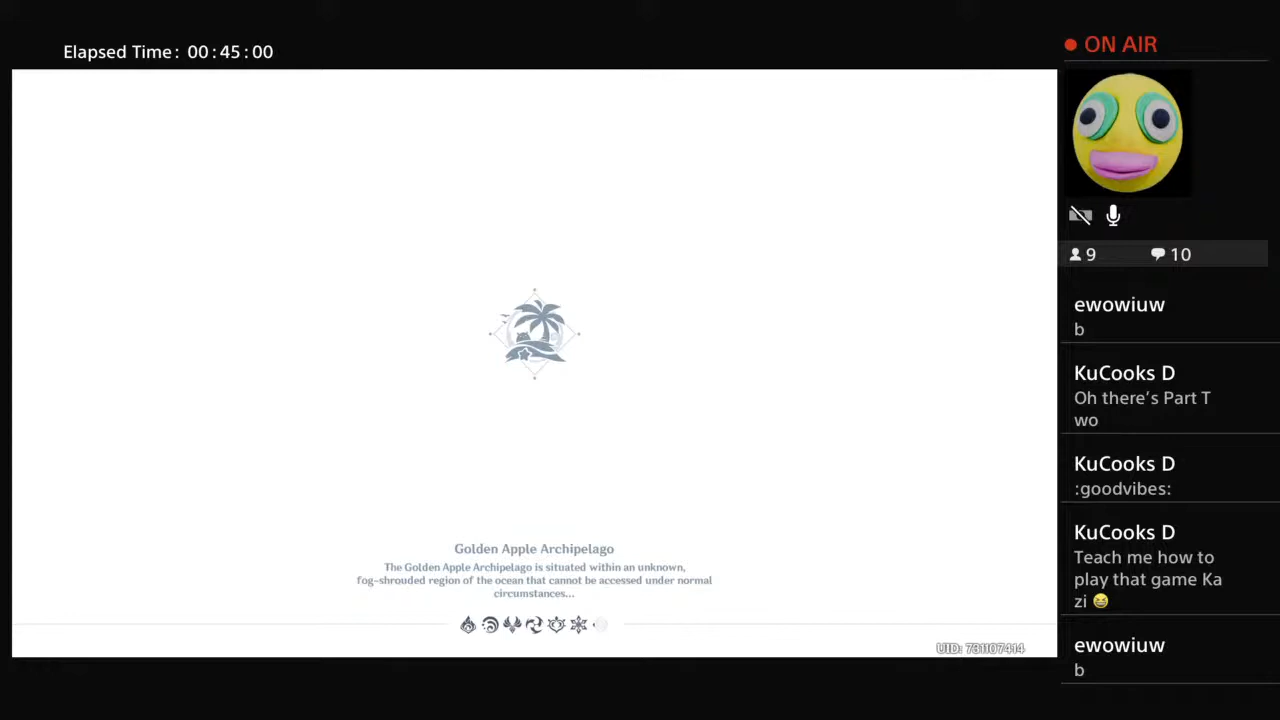 Elapsed Time: 00:45:00
ON AIR
9 10
ewowiuw
b
KuCooks D
Oh there's Part T
wo
KuCooks D
:goodvibes:
KuCooks D
Teach me how to
play that game Ka
zi 😆
ewowiuw
b
Golden Apple Archipelago
The Golden Apple Archipelago is situated within an unknown,
fog-shrouded region of the ocean that cannot be accessed under normal
circumstances...
UID: 731107414